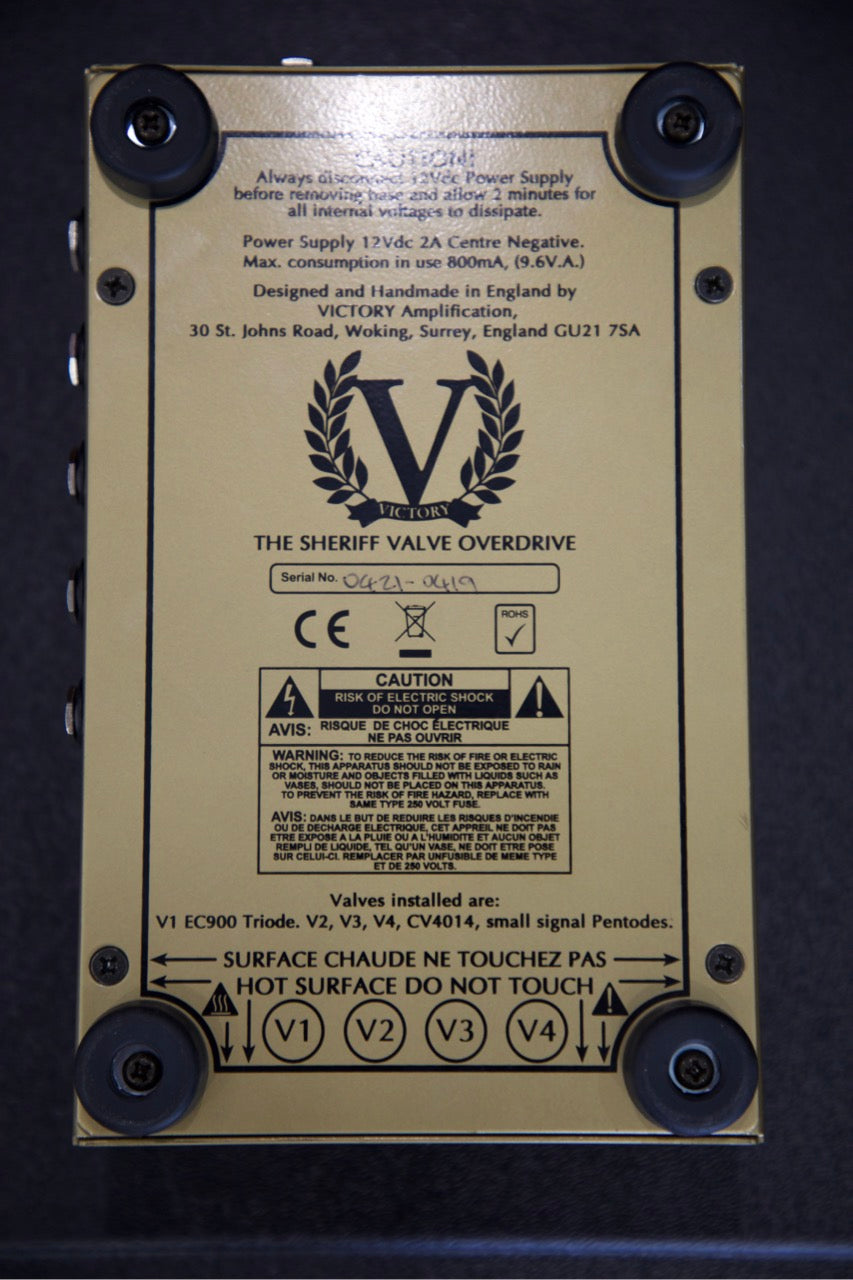 CAUTION!
Always disconnect 12Vdc Power Supply
before removing base and allow 2 minutes for
all internal voltages to dissipate.
Power Supply 12Vdc 2A Centre Negative.
Max. consumption in use 800mA, (9.6V.A.)
Designed and Handmade in England by
VICTORY Amplification,
30 St. Johns Road, Woking, Surrey, England GU21 7SA
V
VICTORY
THE SHERIFF VALVE OVERDRIVE
Serial No. 0421-0419
CE
ROHS
CAUTION
RISK OF ELECTRIC SHOCK
DO NOT OPEN
AVIS: RISQUE DE CHOC ÉLECTRIQUE
NE PAS OUVRIR
WARNING: TO REDUCE THE RISK OF FIRE OR ELECTRIC
SHOCK, THIS APPARATUS SHOULD NOT BE EXPOSED TO RAIN
OR MOISTURE AND OBJECTS FILLED WITH LIQUIDS SUCH AS
VASES, SHOULD NOT BE PLACED ON THIS APPARATUS.
TO PREVENT THE RISK OF FIRE HAZARD, REPLACE WITH
SAME TYPE 250 VOLT FUSE.
AVIS: DANS LE BUT DE REDUIRE LES RISQUES D'INCENDIE
OU DE DECHARGE ELECTRIQUE, CET APPREIL NE DOIT PAS
ETRE EXPOSE A LA PLUIE OU A L'HUMIDITE ET AUCUN OBJET
REMPLI DE LIQUIDE, TEL QU'UN VASE, NE DOIT ETRE POSE
SUR CELUI-CI. REMPLACER PAR UNFUSIBLE DE MEME TYPE
ET DE 250 VOLTS.
Valves installed are:
V1 EC900 Triode. V2, V3, V4, CV4014, small signal Pentodes.
SURFACE CHAUDE NE TOUCHEZ PAS
HOT SURFACE DO NOT TOUCH
V1 V2 V3 V4